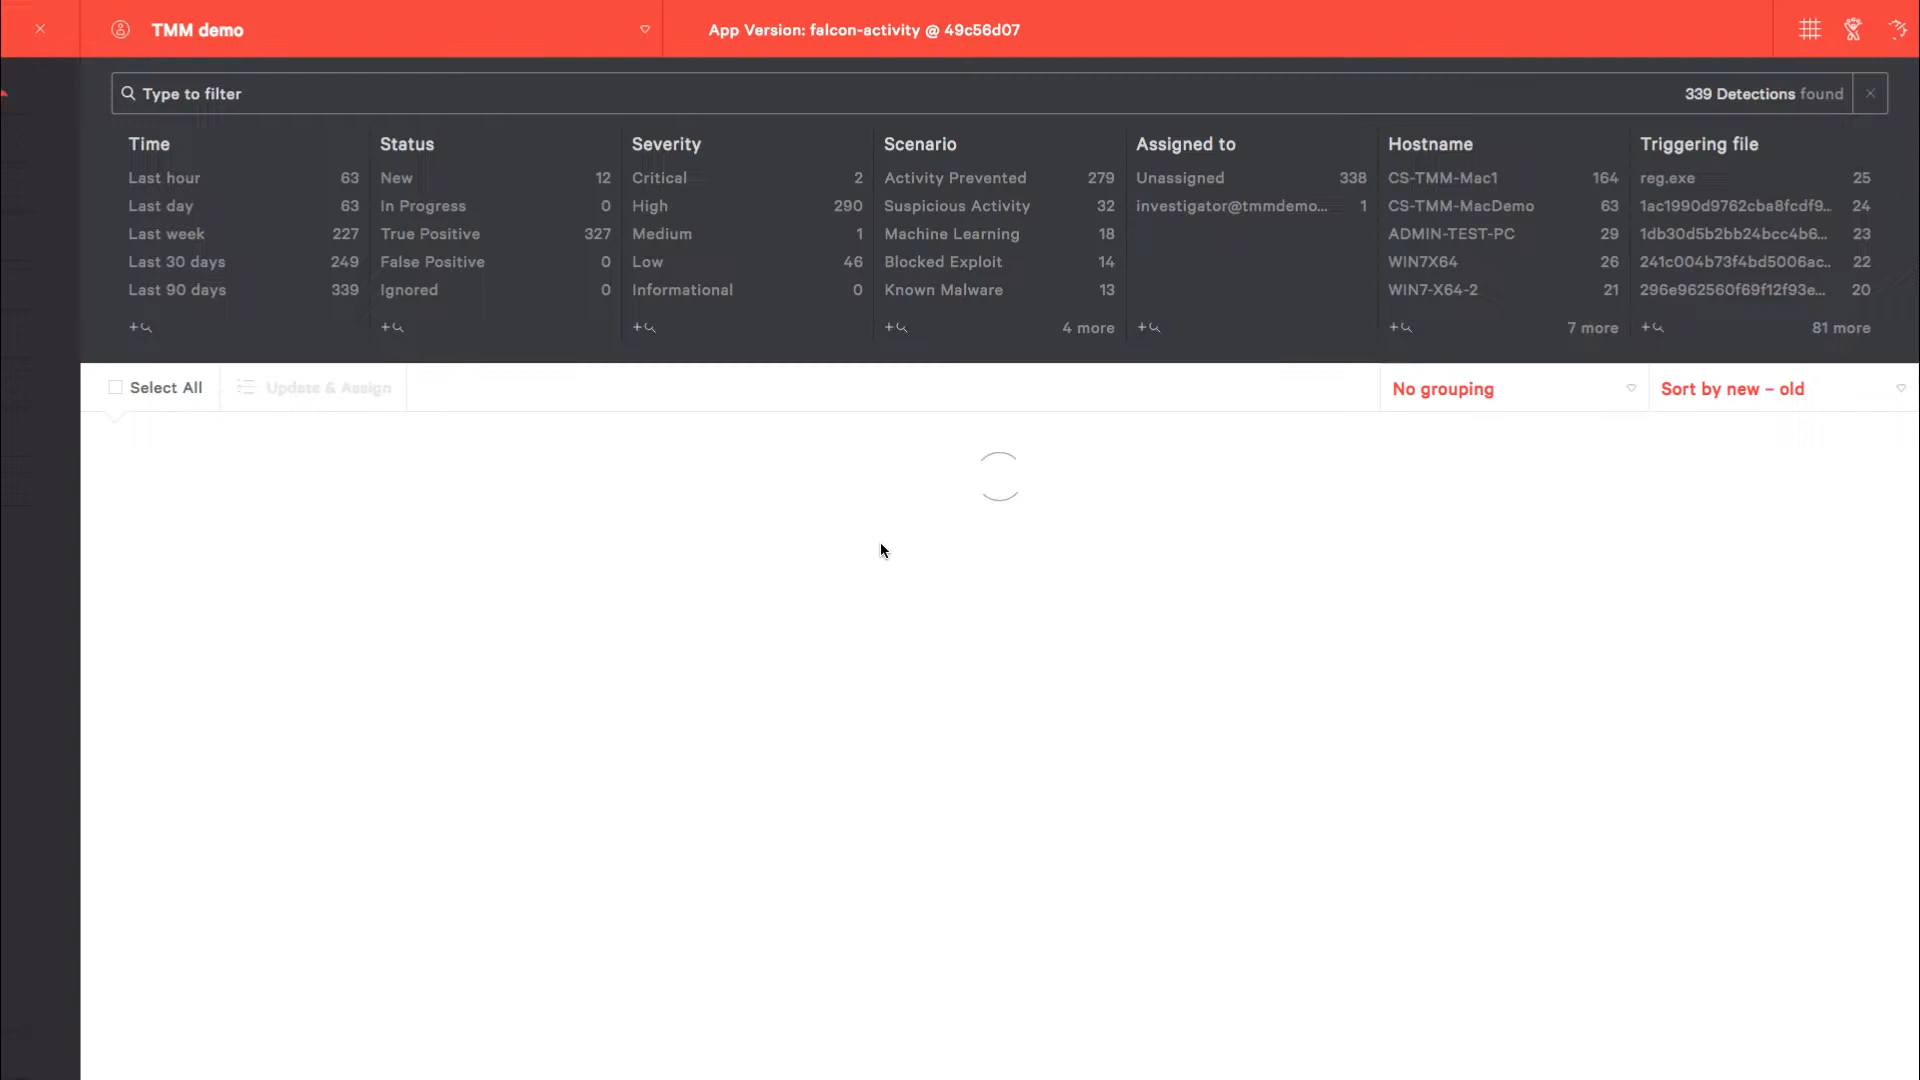 TMM demo
App Version: falcon-activity @ 49c56d07
Type to filter
339 Detections found
Time
Last hour 63
Last day 63
Last week 227
Last 30 days 249
Last 90 days 339
Status
New 12
In Progress 0
True Positive 327
False Positive 0
Ignored 0
Severity
Critical 2
High 290
Medium 1
Low 46
Informational 0
Scenario
Activity Prevented 279
Suspicious Activity 32
Machine Learning 18
Blocked Exploit 14
Known Malware 13
4 more
Assigned to
Unassigned 338
investigator@tmmdemo... 1
Hostname
CS-TMM-Mac1 164
CS-TMM-MacDemo 63
ADMIN-TEST-PC 29
WIN7X64 26
WIN7-X64-2 21
7 more
Triggering file
reg.exe 25
1ac1990d9762cba8fcdf9... 24
1db30d5b2bb24bcc4b6... 23
241c004b73f4bd5006ac... 22
296e962560f69f12f93e... 20
81 more
Select All
Update & Assign
No grouping
Sort by new – old